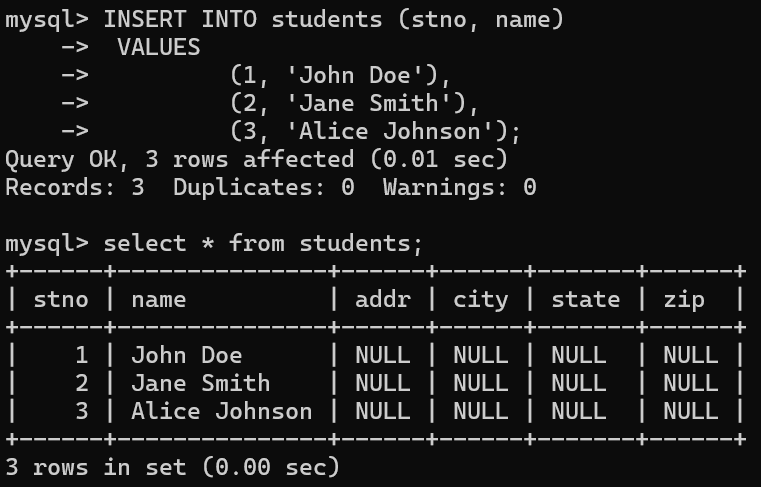 mysql> INSERT INTO students (stno, name)
    ->  VALUES
    ->          (1, 'John Doe'),
    ->          (2, 'Jane Smith'),
    ->          (3, 'Alice Johnson');
Query OK, 3 rows affected (0.01 sec)
Records: 3  Duplicates: 0  Warnings: 0

mysql> select * from students;
+------+---------------+------+------+-------+------+
| stno | name          | addr | city | state | zip  |
+------+---------------+------+------+-------+------+
|    1 | John Doe      | NULL | NULL | NULL  | NULL |
|    2 | Jane Smith    | NULL | NULL | NULL  | NULL |
|    3 | Alice Johnson | NULL | NULL | NULL  | NULL |
+------+---------------+------+------+-------+------+
3 rows in set (0.00 sec)